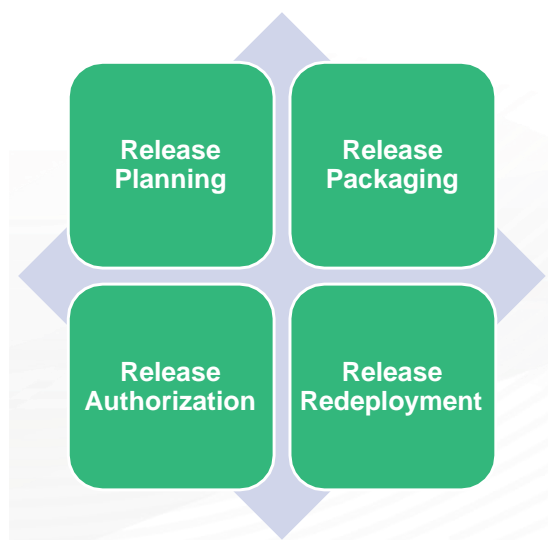 Release
Planning
Release
Packaging
Release
Authorization
Release
Redeployment